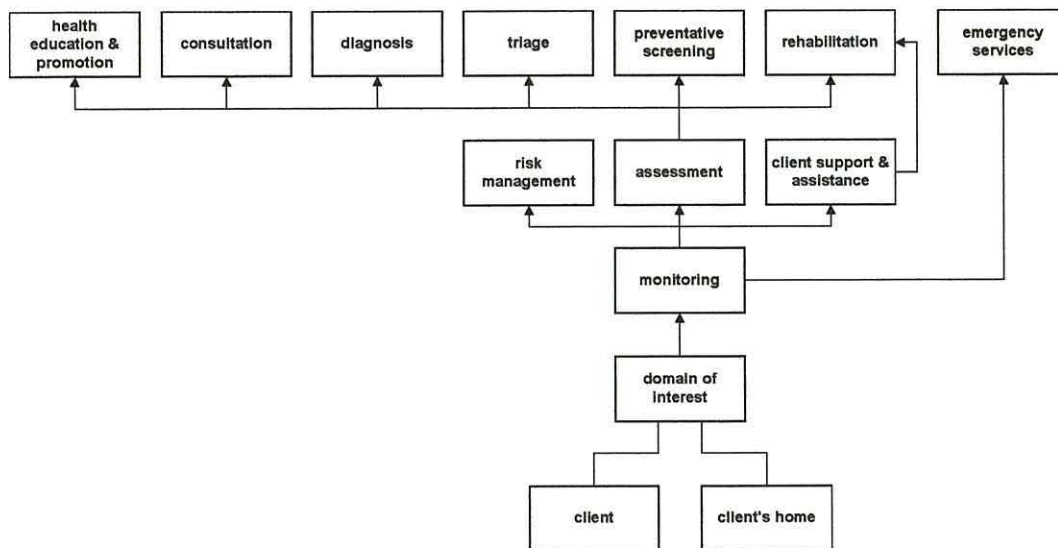 health
education &
promotion
consultation
diagnosis
triage
preventative
screening
rehabilitation
emergency
services
risk
management
assessment
client support &
assistance
monitoring
domain of
interest
client
client's home